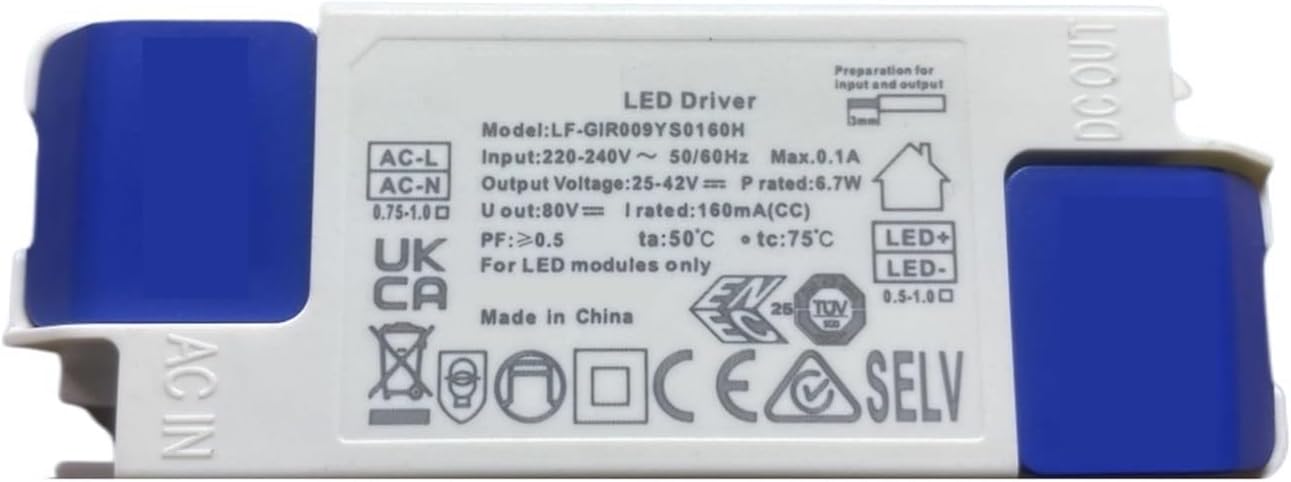 DC OUT
Preparation for
input and output
3mm
LED Driver
Model:LF-GIR009YS0160H
Input:220-240V～ 50/60Hz Max.0.1A
Output Voltage:25-42V⎓ P rated:6.7W
U out:80V⎓ I rated:160mA(CC)
PF:≥0.5 ta:50℃ • tc:75℃
For LED modules only
Made in China
AC-L
AC-N
0.75-1.0□
LED+
LED-
0.5-1.0□
UK
CA
ENEC 25
TÜV
SGD
CE
SELV
AC IN